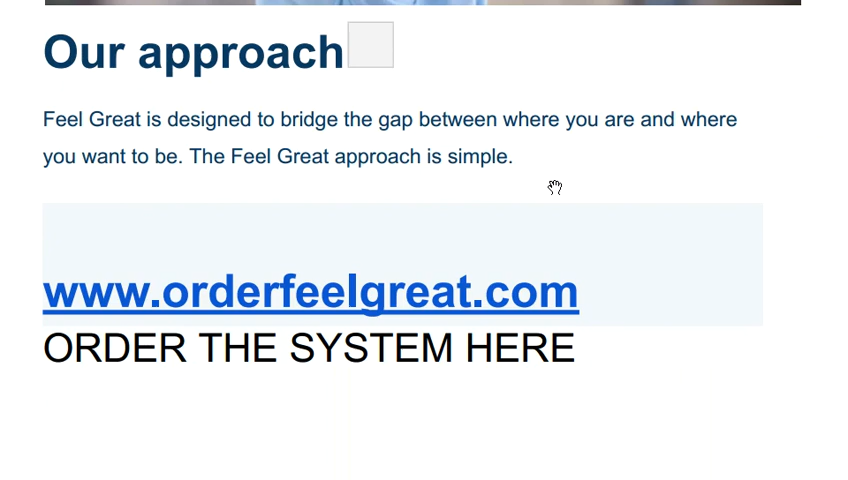 Our approach
Feel Great is designed to bridge the gap between where you are and where
you want to be. The Feel Great approach is simple.
www.orderfeelgreat.com
ORDER THE SYSTEM HERE